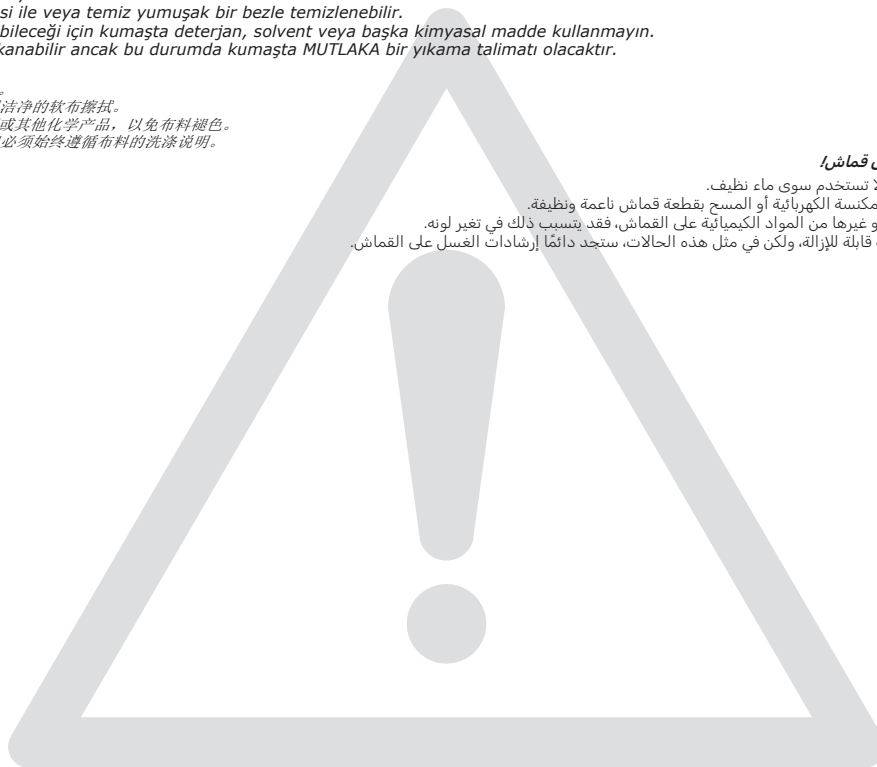 si ile veya temiz yumuşak bir bezle temizlenebilir.
bileceği için kumaşta deterjan, solvent veya başka kimyasal madde kullanmayın.
kanabilir ancak bu durumda kumaşta MUTLAKA bir yıkama talimatı olacaktır.
。
洁净的软布擦拭。
或其他化学产品，以免布料褪色。
必须始终遵循布料的洗涤说明。
قماش!
لا تستخدم سوى ماء نظيف.
مكنسة الكهربائية أو المسح بقطعة قماش ناعمة ونظيفة.
و غيرها من المواد الكيميائية على القماش، فقد يتسبب ذلك في تغير لونه.
قابلة للإزالة، ولكن في مثل هذه الحالات، ستجد دائمًا إرشادات الغسل على القماش.